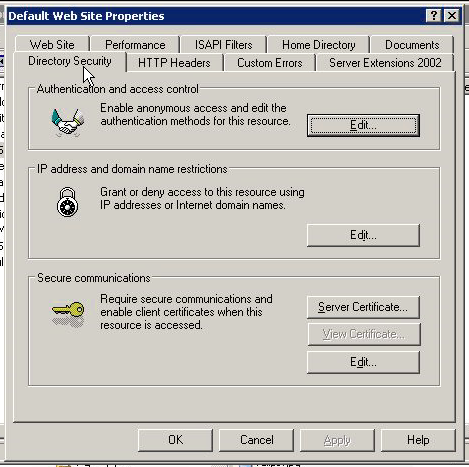 Default Web Site Properties
Web Site
Performance
ISAPI Filters
Home Directory
Documents
Directory Security
HTTP Headers
Custom Errors
Server Extensions 2002
Authentication and access control
Enable anonymous access and edit the
authentication methods for this resource.
Edit...
IP address and domain name restrictions
Grant or deny access to this resource using
IP addresses or Internet domain names.
Edit...
Secure communications
Require secure communications and
enable client certificates when this
resource is accessed.
Server Certificate...
View Certificate...
Edit...
OK
Cancel
Apply
Help